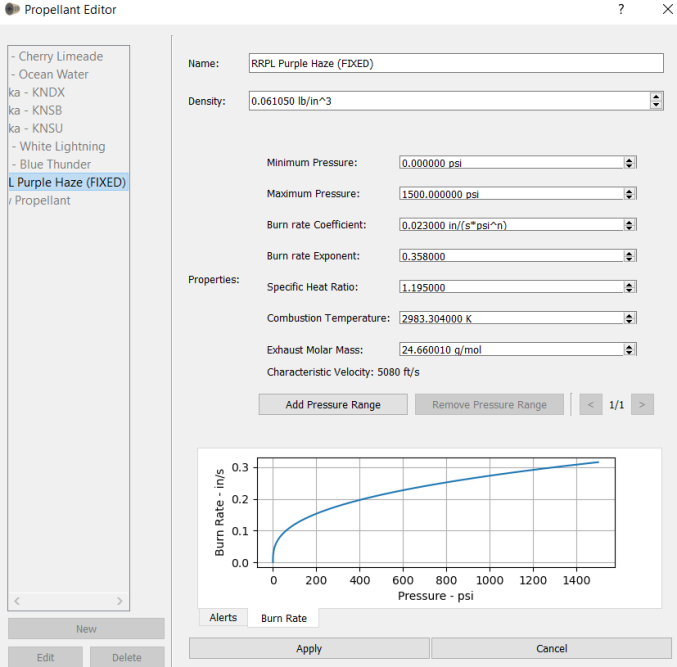 Propellant Editor ? ×
- Cherry Limeade
- Ocean Water
ka - KNDX
ka - KNSB
ka - KNSU
- White Lightning
- Blue Thunder
L Purple Haze (FIXED)
/ Propellant
New
Edit Delete
Name: RRPL Purple Haze (FIXED)
Density: 0.061050 lb/in^3
Properties:
Minimum Pressure: 0.000000 psi
Maximum Pressure: 1500.000000 psi
Burn rate Coefficient: 0.023000 in/(s*psi^n)
Burn rate Exponent: 0.358000
Specific Heat Ratio: 1.195000
Combustion Temperature: 2983.304000 K
Exhaust Molar Mass: 24.660010 g/mol
Characteristic Velocity: 5080 ft/s
Add Pressure Range Remove Pressure Range < 1/1 >
Burn Rate - in/s
0.3
0.2
0.1
0.0
0 200 400 600 800 1000 1200 1400
Pressure - psi
Alerts Burn Rate
Apply Cancel